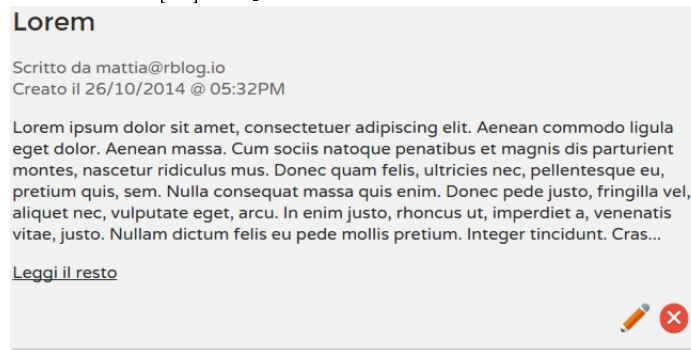 Lorem
Scritto da mattia@rblog.io
Creato il 26/10/2014 @ 05:32PM
Lorem ipsum dolor sit amet, consectetuer adipiscing elit. Aenean commodo ligula
eget dolor. Aenean massa. Cum sociis natoque penatibus et magnis dis parturient
montes, nascetur ridiculus mus. Donec quam felis, ultricies nec, pellentesque eu,
pretium quis, sem. Nulla consequat massa quis enim. Donec pede justo, fringilla vel,
aliquet nec, vulputate eget, arcu. In enim justo, rhoncus ut, imperdiet a, venenatis
vitae, justo. Nullam dictum felis eu pede mollis pretium. Integer tincidunt. Cras...
Leggi il resto